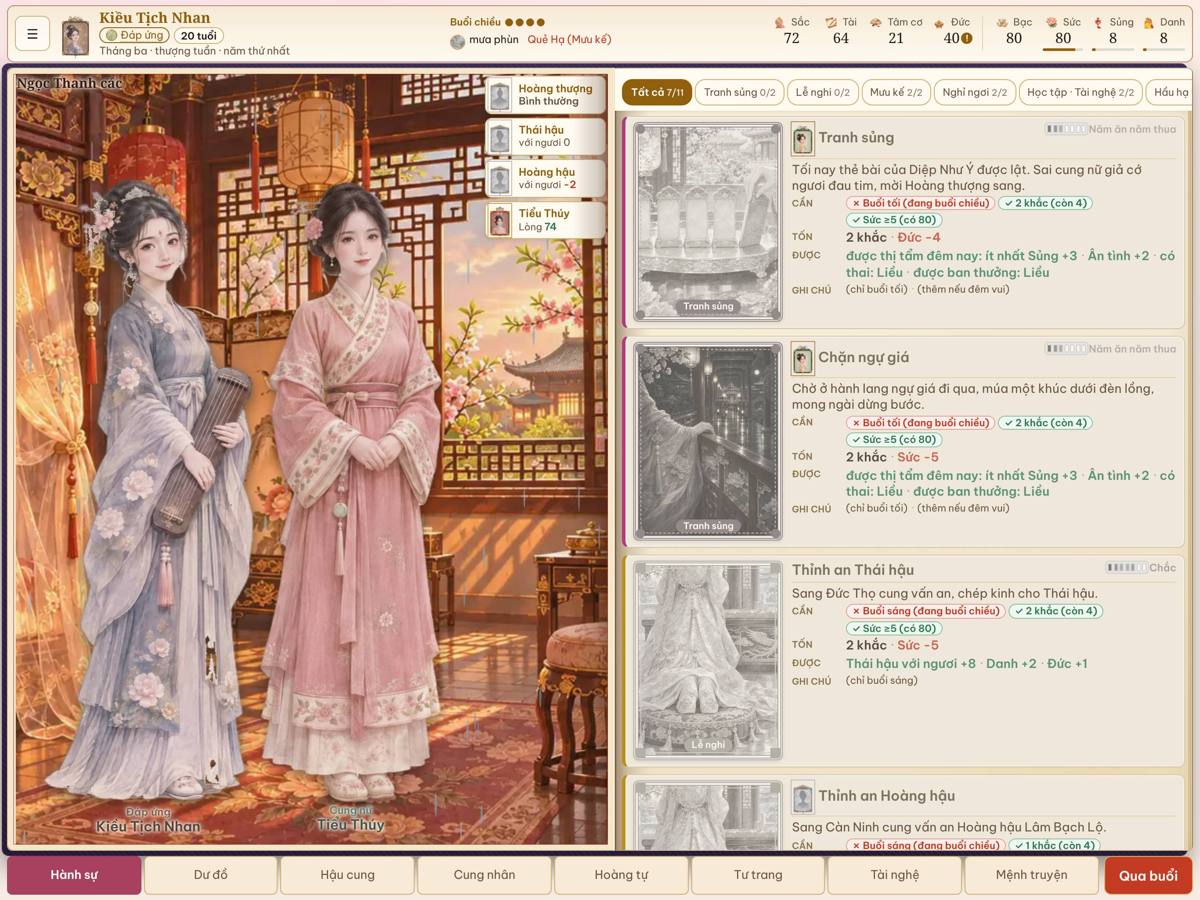 ☰
Kiều Tịch Nhan
Đáp ứng
20 tuổi
Tháng ba · thượng tuần · năm thứ nhất
Buổi chiều
mưa phùn
Quẻ Hạ (Mưu kế)
Sắc
72
Tài
64
Tâm cơ
21
Đức
40!
Bạc
80
Sức
80
Sủng
8
Danh
8
Ngọc Thanh các
Hoàng thượng
Bình thường
Thái hậu
với ngươi 0
Hoàng hậu
với ngươi -2
Tiểu Thúy
Lòng 74
Đáp ứng
Kiều Tịch Nhan
Cung nữ
Tiểu Thúy
Tất cả 7/11
Tranh sủng 0/2
Lễ nghi 0/2
Mưu kế 2/2
Nghỉ ngơi 2/2
Học tập · Tài nghệ 2/2
Hầu hạ
Tranh sủng
Tranh sủng
Năm ăn năm thua
Tối nay thẻ bài của Diệp Như Ý được lật. Sai cung nữ giả cớ
ngươi đau tim, mời Hoàng thượng sang.
CẦN
× Buổi tối (đang buổi chiều)
✓ 2 khắc (còn 4)
✓ Sức ≥5 (có 80)
TỐN
2 khắc · Đức -4
ĐƯỢC
được thị tẩm đêm nay: ít nhất Sủng +3 · Ân tình +2 · có
thai: Liều · được ban thưởng: Liều
GHI CHÚ
(chỉ buổi tối) · (thêm nếu đêm vui)
Tranh sủng
Chặn ngự giá
Năm ăn năm thua
Chờ ở hành lang ngự giá đi qua, múa một khúc dưới đèn lồng,
mong ngài dừng bước.
CẦN
× Buổi tối (đang buổi chiều)
✓ 2 khắc (còn 4)
✓ Sức ≥5 (có 80)
TỐN
2 khắc · Sức -5
ĐƯỢC
được thị tẩm đêm nay: ít nhất Sủng +3 · Ân tình +2 · có
thai: Liều · được ban thưởng: Liều
GHI CHÚ
(chỉ buổi tối) · (thêm nếu đêm vui)
Lễ nghi
Thỉnh an Thái hậu
Chắc
Sang Đức Thọ cung vấn an, chép kinh cho Thái hậu.
CẦN
× Buổi sáng (đang buổi chiều)
✓ 2 khắc (còn 4)
✓ Sức ≥5 (có 80)
TỐN
2 khắc · Sức -5
ĐƯỢC
Thái hậu với ngươi +8 · Danh +2 · Đức +1
GHI CHÚ
(chỉ buổi sáng)
Thỉnh an Hoàng hậu
Sang Càn Ninh cung vấn an Hoàng hậu Lâm Bạch Lộ.
CẦN
× Buổi sáng (đang buổi chiều)
✓ 1 khắc (còn 4)
Hành sự
Dư đồ
Hậu cung
Cung nhân
Hoàng tự
Tư trang
Tài nghệ
Mệnh truyện
Qua buổi